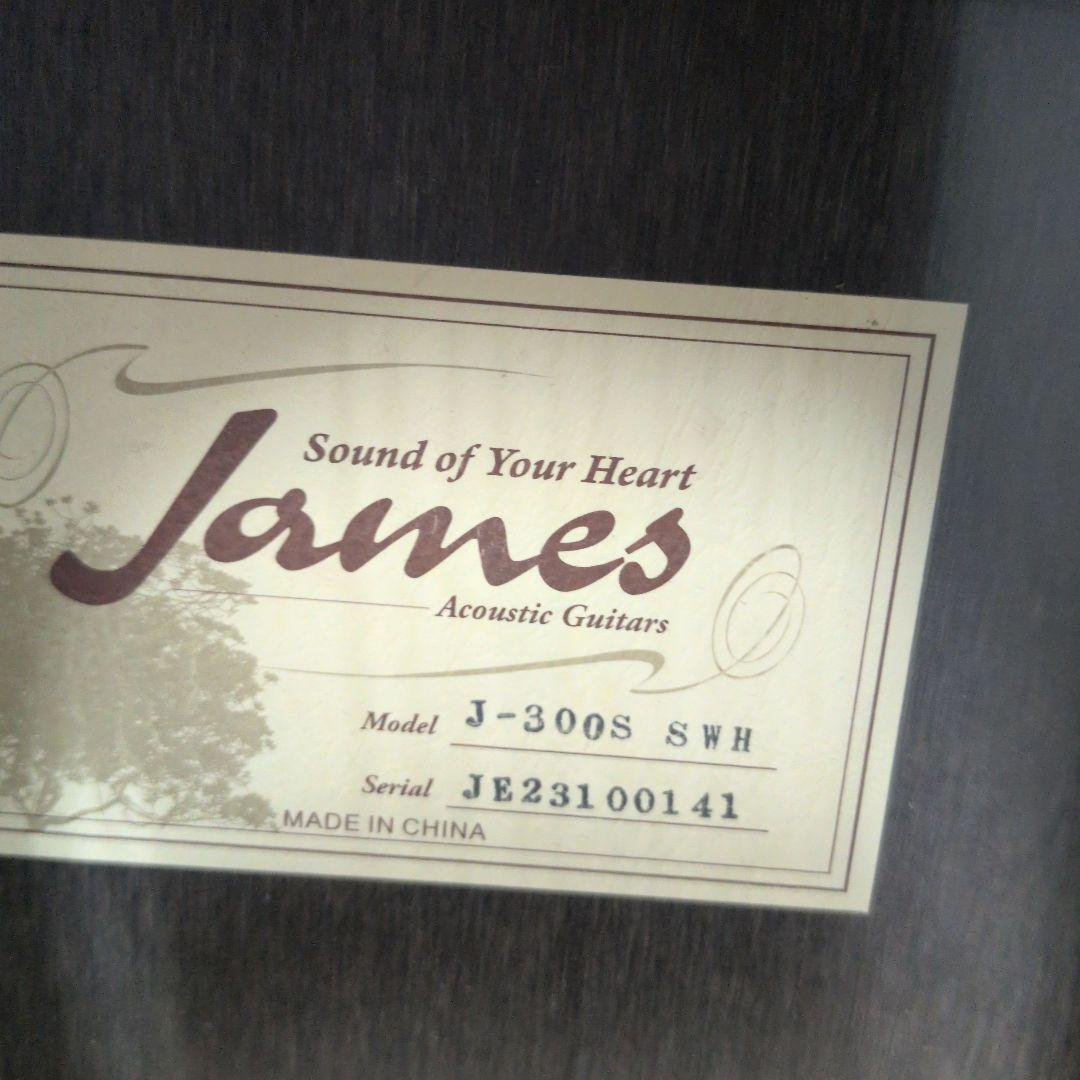 Sound of Your Heart
James
Acoustic Guitars
Model J-300S SWH
Serial JE23100141
MADE IN CHINA